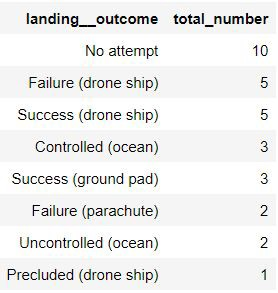 landing__outcome total_number
No attempt 10
Failure (drone ship) 5
Success (drone ship) 5
Controlled (ocean) 3
Success (ground pad) 3
Failure (parachute) 2
Uncontrolled (ocean) 2
Precluded (drone ship) 1